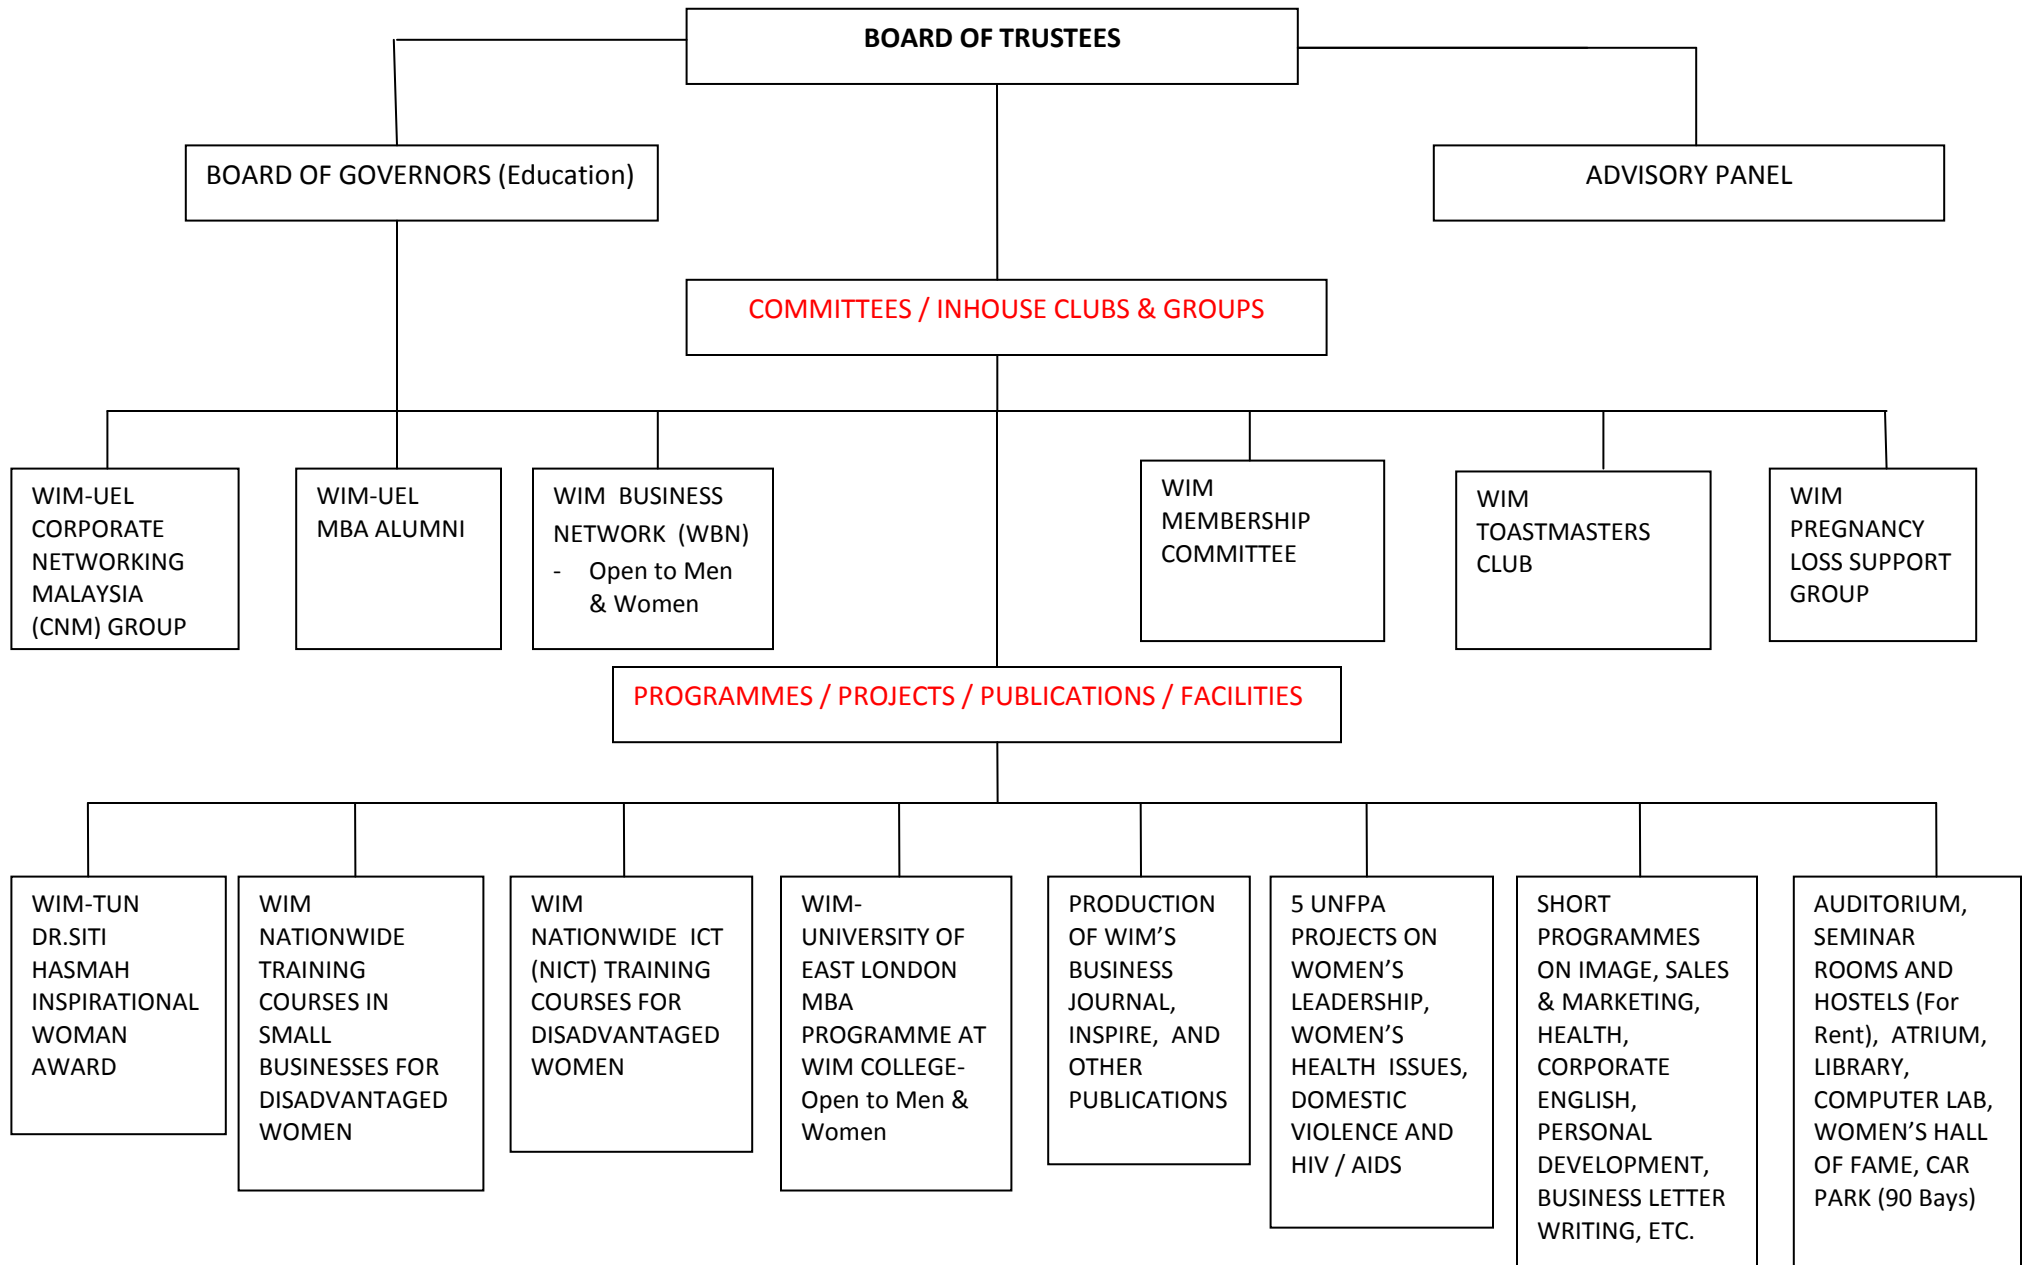 BOARD OF TRUSTEES
BOARD OF GOVERNORS (Education)
ADVISORY PANEL
COMMITTEES / INHOUSE CLUBS & GROUPS
WIM-UEL
CORPORATE
NETWORKING
MALAYSIA
(CNM) GROUP
WIM-UEL
MBA ALUMNI
WIM BUSINESS
NETWORK (WBN)
- Open to Men
& Women
WIM
MEMBERSHIP
COMMITTEE
WIM
TOASTMASTERS
CLUB
WIM
PREGNANCY
LOSS SUPPORT
GROUP
PROGRAMMES / PROJECTS / PUBLICATIONS / FACILITIES
WIM-TUN
DR.SITI
HASMAH
INSPIRATIONAL
WOMAN
AWARD
WIM
NATIONWIDE
TRAINING
COURSES IN
SMALL
BUSINESSES FOR
DISADVANTAGED
WOMEN
WIM
NATIONWIDE ICT
(NICT) TRAINING
COURSES FOR
DISADVANTAGED
WOMEN
WIM-
UNIVERSITY OF
EAST LONDON
MBA
PROGRAMME AT
WIM COLLEGE-
Open to Men &
Women
PRODUCTION
OF WIM’S
BUSINESS
JOURNAL,
INSPIRE, AND
OTHER
PUBLICATIONS
5 UNFPA
PROJECTS ON
WOMEN’S
LEADERSHIP,
WOMEN’S
HEALTH ISSUES,
DOMESTIC
VIOLENCE AND
HIV / AIDS
SHORT
PROGRAMMES
ON IMAGE, SALES
& MARKETING,
HEALTH,
CORPORATE
ENGLISH,
PERSONAL
DEVELOPMENT,
BUSINESS LETTER
WRITING, ETC.
AUDITORIUM,
SEMINAR
ROOMS AND
HOSTELS (For
Rent), ATRIUM,
LIBRARY,
COMPUTER LAB,
WOMEN’S HALL
OF FAME, CAR
PARK (90 Bays)